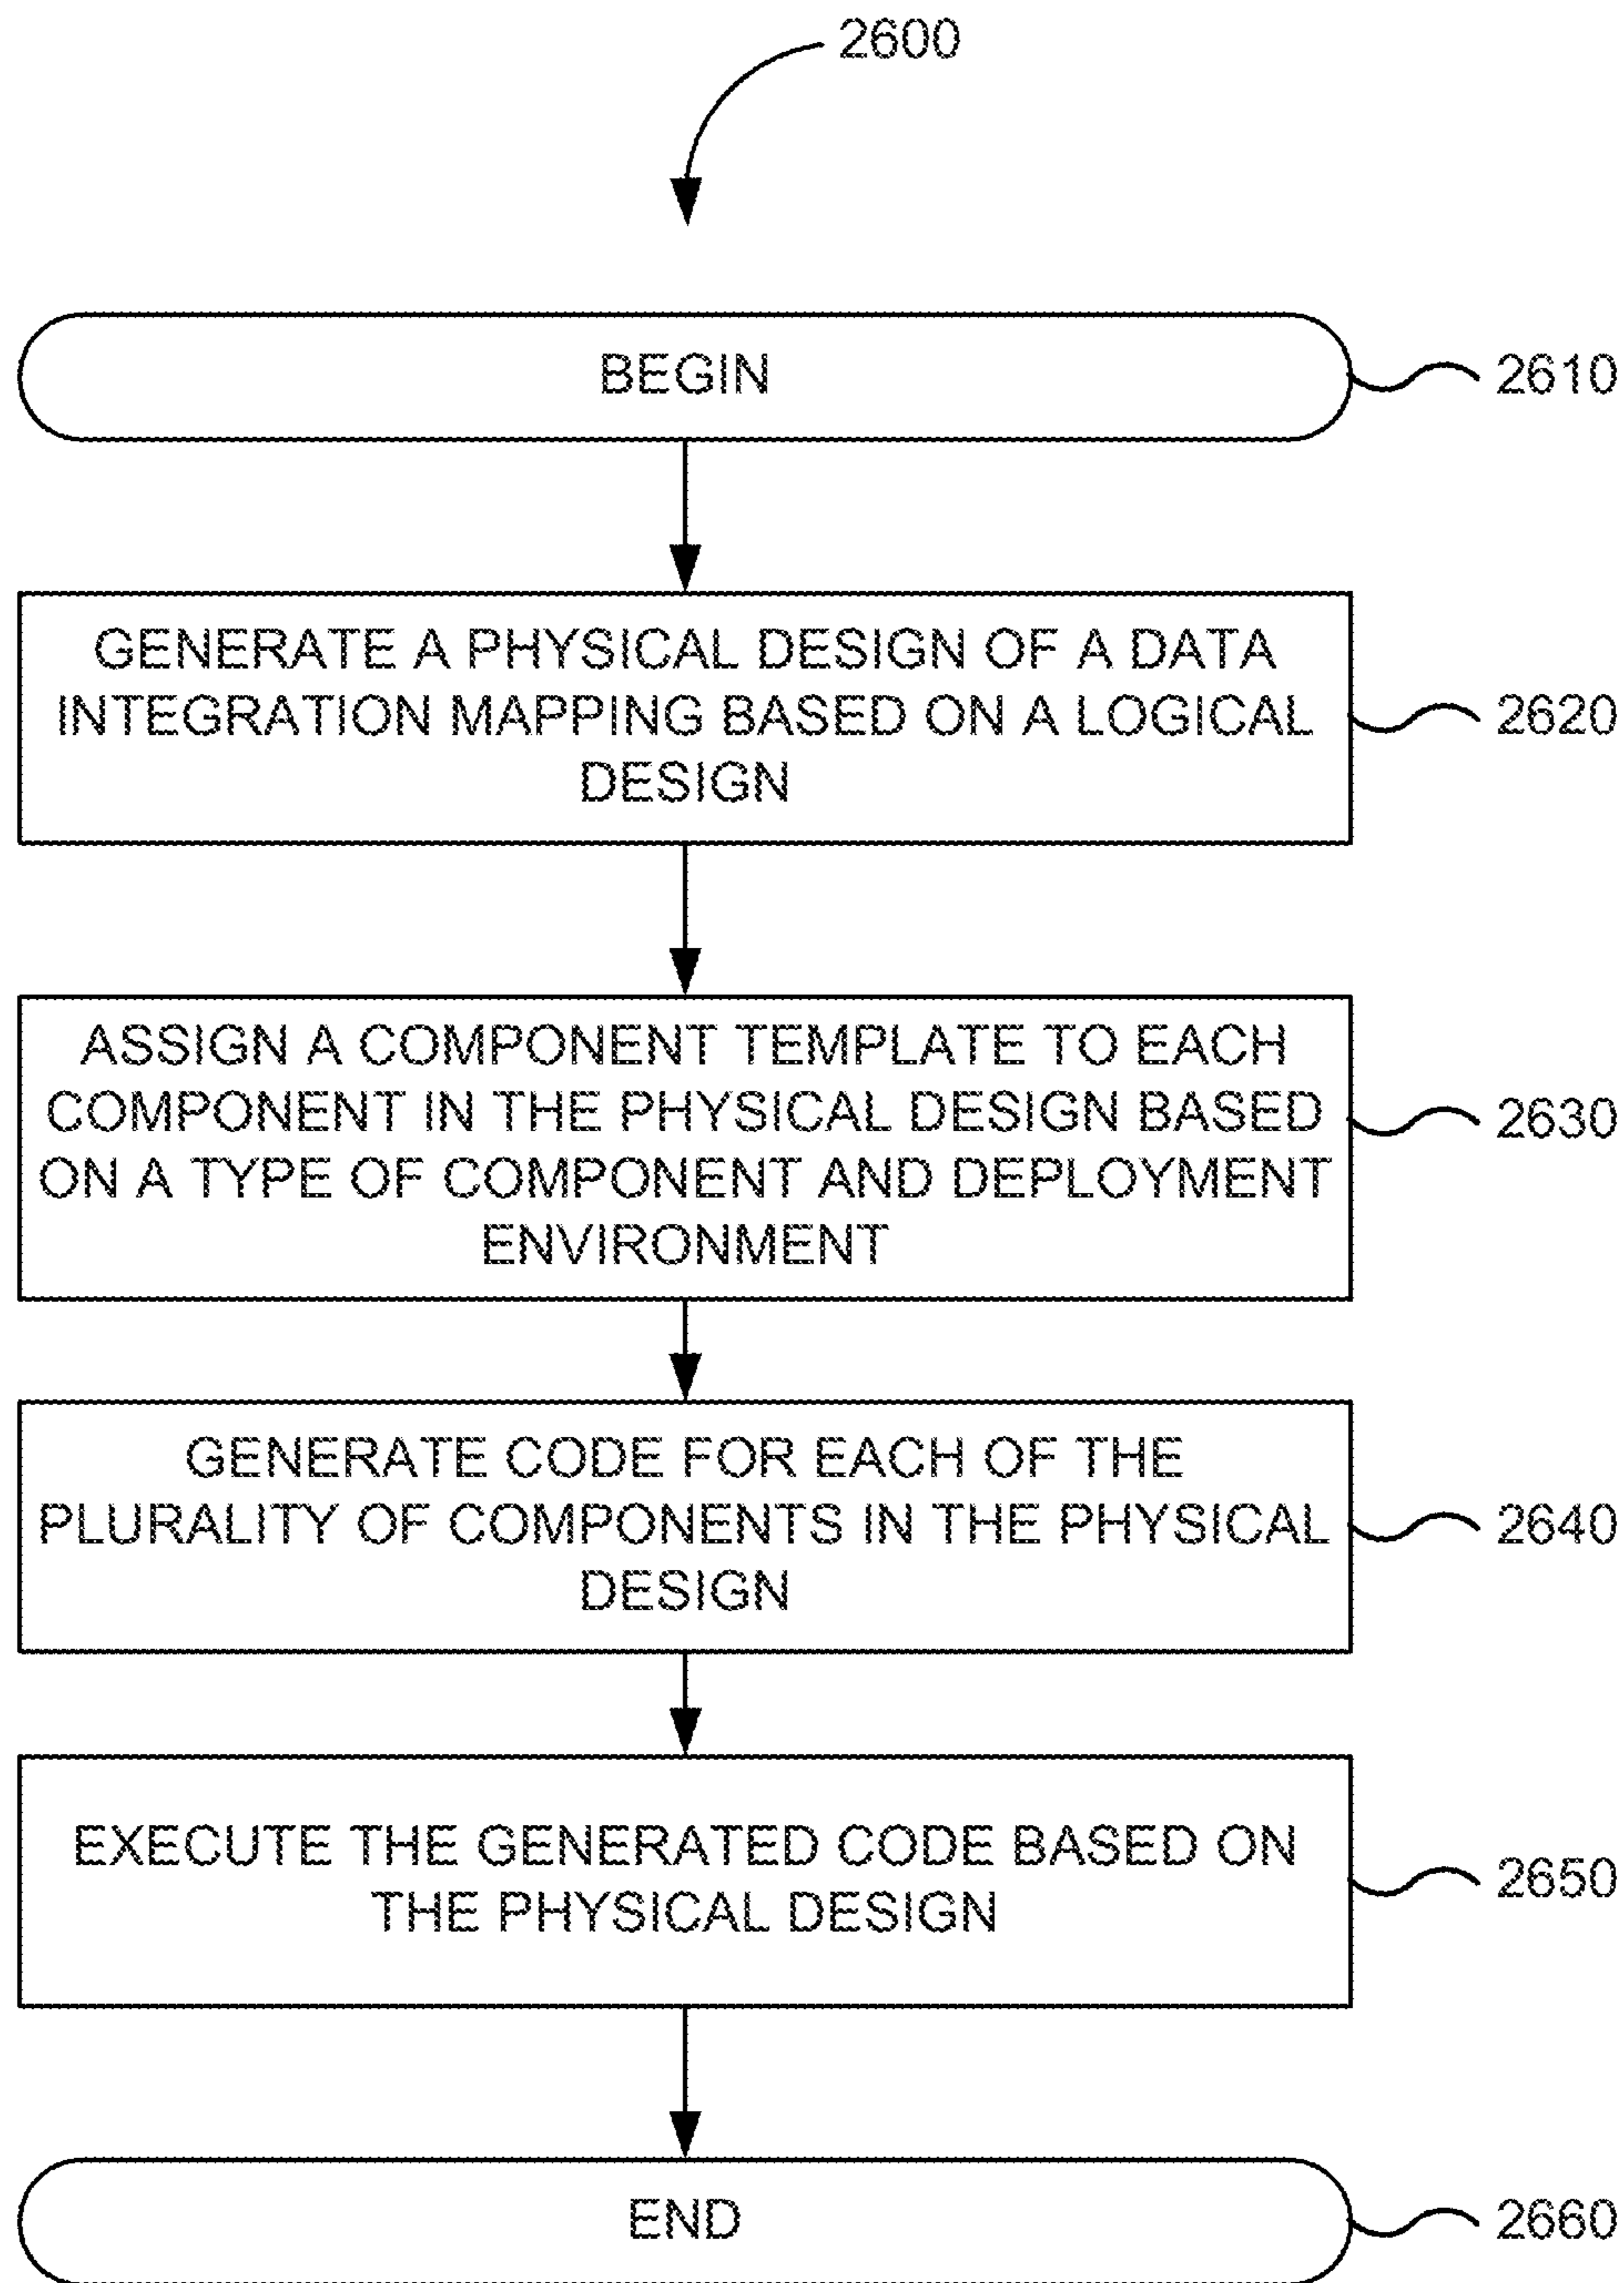 2600
BEGIN
2610
GENERATE A PHYSICAL DESIGN OF A DATA
INTEGRATION MAPPING BASED ON A LOGICAL
DESIGN
2620
ASSIGN A COMPONENT TEMPLATE TO EACH
COMPONENT IN THE PHYSICAL DESIGN BASED
ON A TYPE OF COMPONENT AND DEPLOYMENT
ENVIRONMENT
2630
GENERATE CODE FOR EACH OF THE
PLURALITY OF COMPONENTS IN THE PHYSICAL
DESIGN
2640
EXECUTE THE GENERATED CODE BASED ON
THE PHYSICAL DESIGN
2650
END
2660